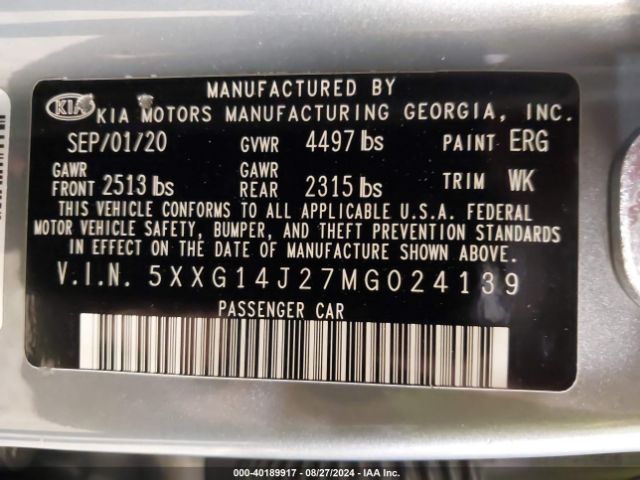 MANUFACTURED BY
KIA KIA MOTORS MANUFACTURING GEORGIA, INC.
SEP/01/20 GVWR 4497 lbs PAINT ERG
GAWR FRONT 2513 lbs GAWR REAR 2315 lbs TRIM WK
THIS VEHICLE CONFORMS TO ALL APPLICABLE U.S.A. FEDERAL
MOTOR VEHICLE SAFETY, BUMPER, AND THEFT PREVENTION STANDARDS
IN EFFECT ON THE DATE OF MANUFACTURE SHOWN ABOVE.
V.I.N. 5XXG14J27MG024139
PASSENGER CAR
000-40189917 - 08/27/2024 - IAA Inc.